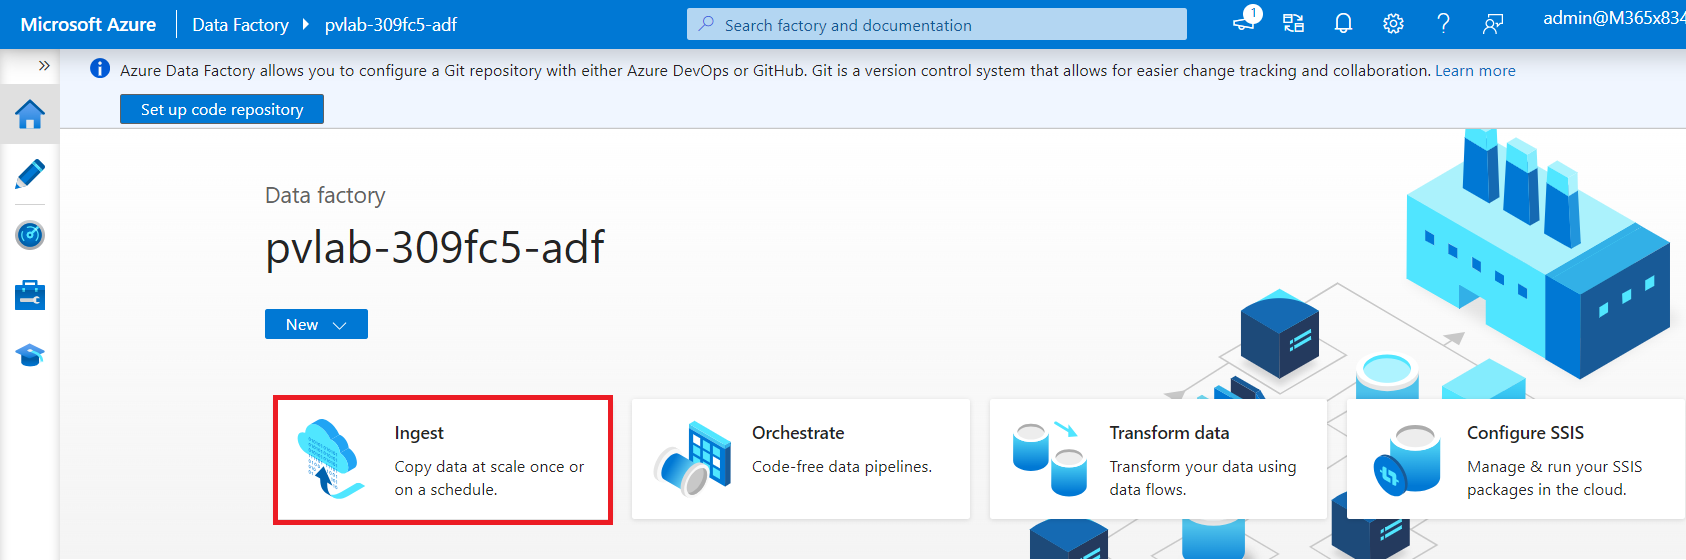 Microsoft Azure
Data Factory
pvlab-309fc5-adf
Search factory and documentation
1
admin@M365x834
Azure Data Factory allows you to configure a Git repository with either Azure DevOps or GitHub. Git is a version control system that allows for easier change tracking and collaboration. Learn more
Set up code repository
Data factory
pvlab-309fc5-adf
New
Ingest
Copy data at scale once or
on a schedule.
Orchestrate
Code-free data pipelines.
Transform data
Transform your data using
data flows.
Configure SSIS
Manage & run your SSIS
packages in the cloud.